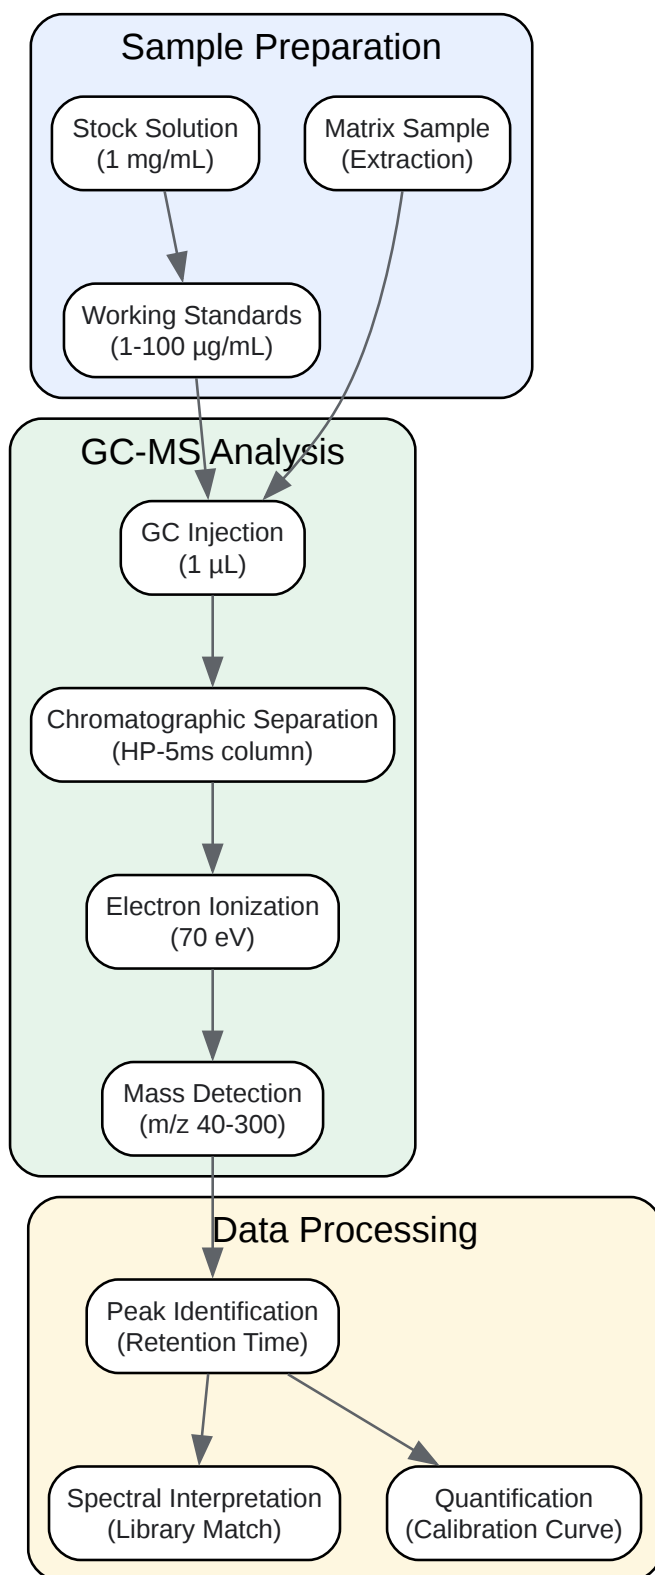 Sample Preparation
Stock Solution
(1 mg/mL)
Matrix Sample
(Extraction)
Working Standards
(1-100 µg/mL)
GC-MS Analysis
GC Injection
(1 µL)
Chromatographic Separation
(HP-5ms column)
Electron Ionization
(70 eV)
Mass Detection
(m/z 40-300)
Data Processing
Peak Identification
(Retention Time)
Spectral Interpretation
(Library Match)
Quantification
(Calibration Curve)